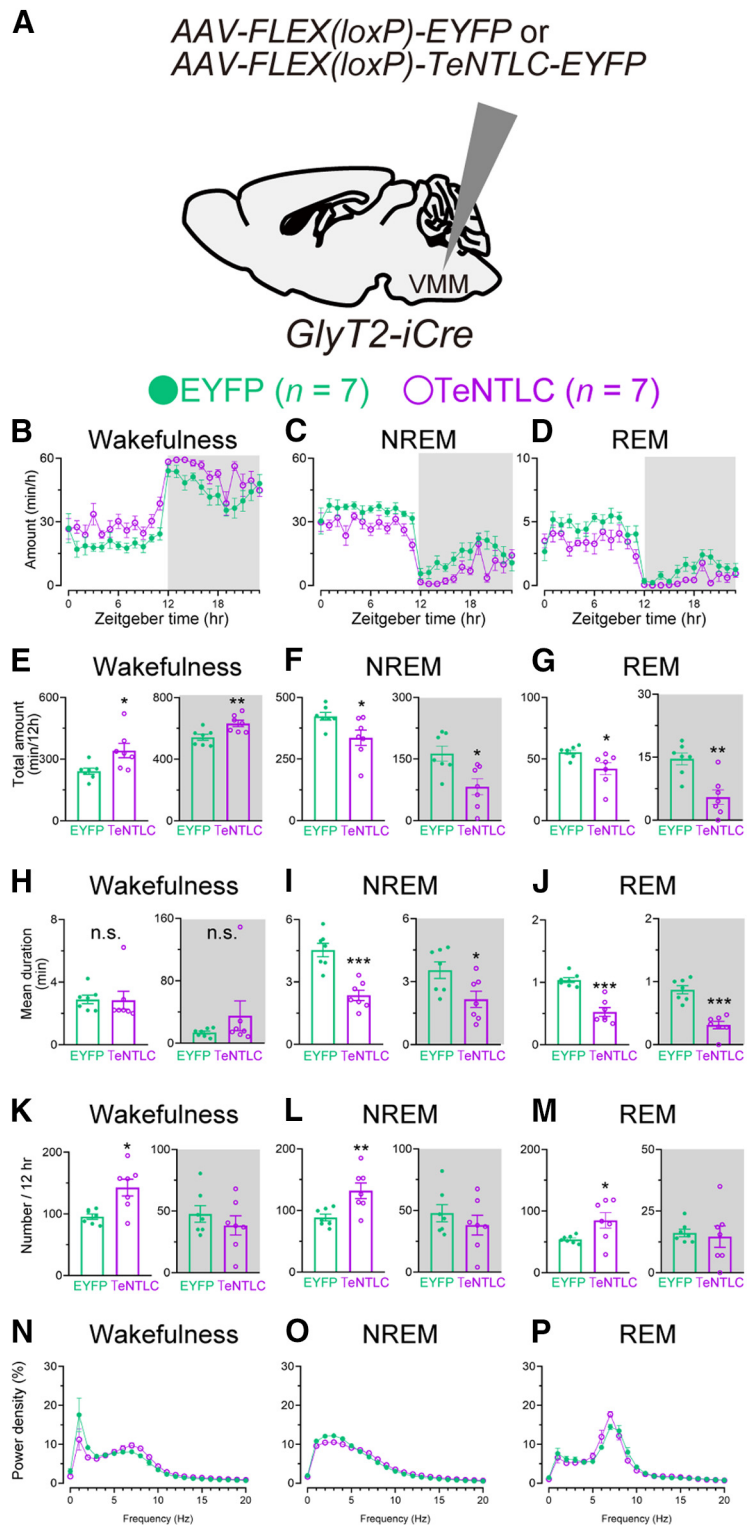 A
AAV-FLEX(loxP)-EYFP or
AAV-FLEX(loxP)-TeNTLC-EYFP
VMM
GlyT2-iCre
EYFP (n = 7) TeNTLC (n = 7)
B Wakefulness C NREM D REM
Amount (min/h)
60 60 10
30 30 5
0 0 0
0 6 12 18 0 6 12 18 0 6 12 18
Zeitgeber time (hr) Zeitgeber time (hr) Zeitgeber time (hr)
E Wakefulness F NREM G REM
Total amount
(min/12h)
600 * 800 ** 500 * 300 * 100 * 30 **
300 400 250 150 50 15
0 0 0 0 0 0
EYFP TeNTLC EYFP TeNTLC EYFP TeNTLC EYFP TeNTLC EYFP TeNTLC EYFP TeNTLC
H Wakefulness I NREM J REM
Mean duration
(min)
8 n.s. 160 n.s. 6 *** 6 * 2 *** 2 ***
4 80 3 3 1 1
0 0 0 0 0 0
EYFP TeNTLC EYFP TeNTLC EYFP TeNTLC EYFP TeNTLC EYFP TeNTLC EYFP TeNTLC
K Wakefulness L NREM M REM
Number / 12 hr
200 * 100 200 ** 100 200 * 50
100 50 100 50 100 25
0 0 0 0 0 0
EYFP TeNTLC EYFP TeNTLC EYFP TeNTLC EYFP TeNTLC EYFP TeNTLC EYFP TeNTLC
N Wakefulness O NREM P REM
Power density (%)
30 30 30
20 20 20
10 10 10
0 0 0
0 5 10 15 20 0 5 10 15 20 0 5 10 15 20
Frequency (Hz) Frequency (Hz) Frequency (Hz)